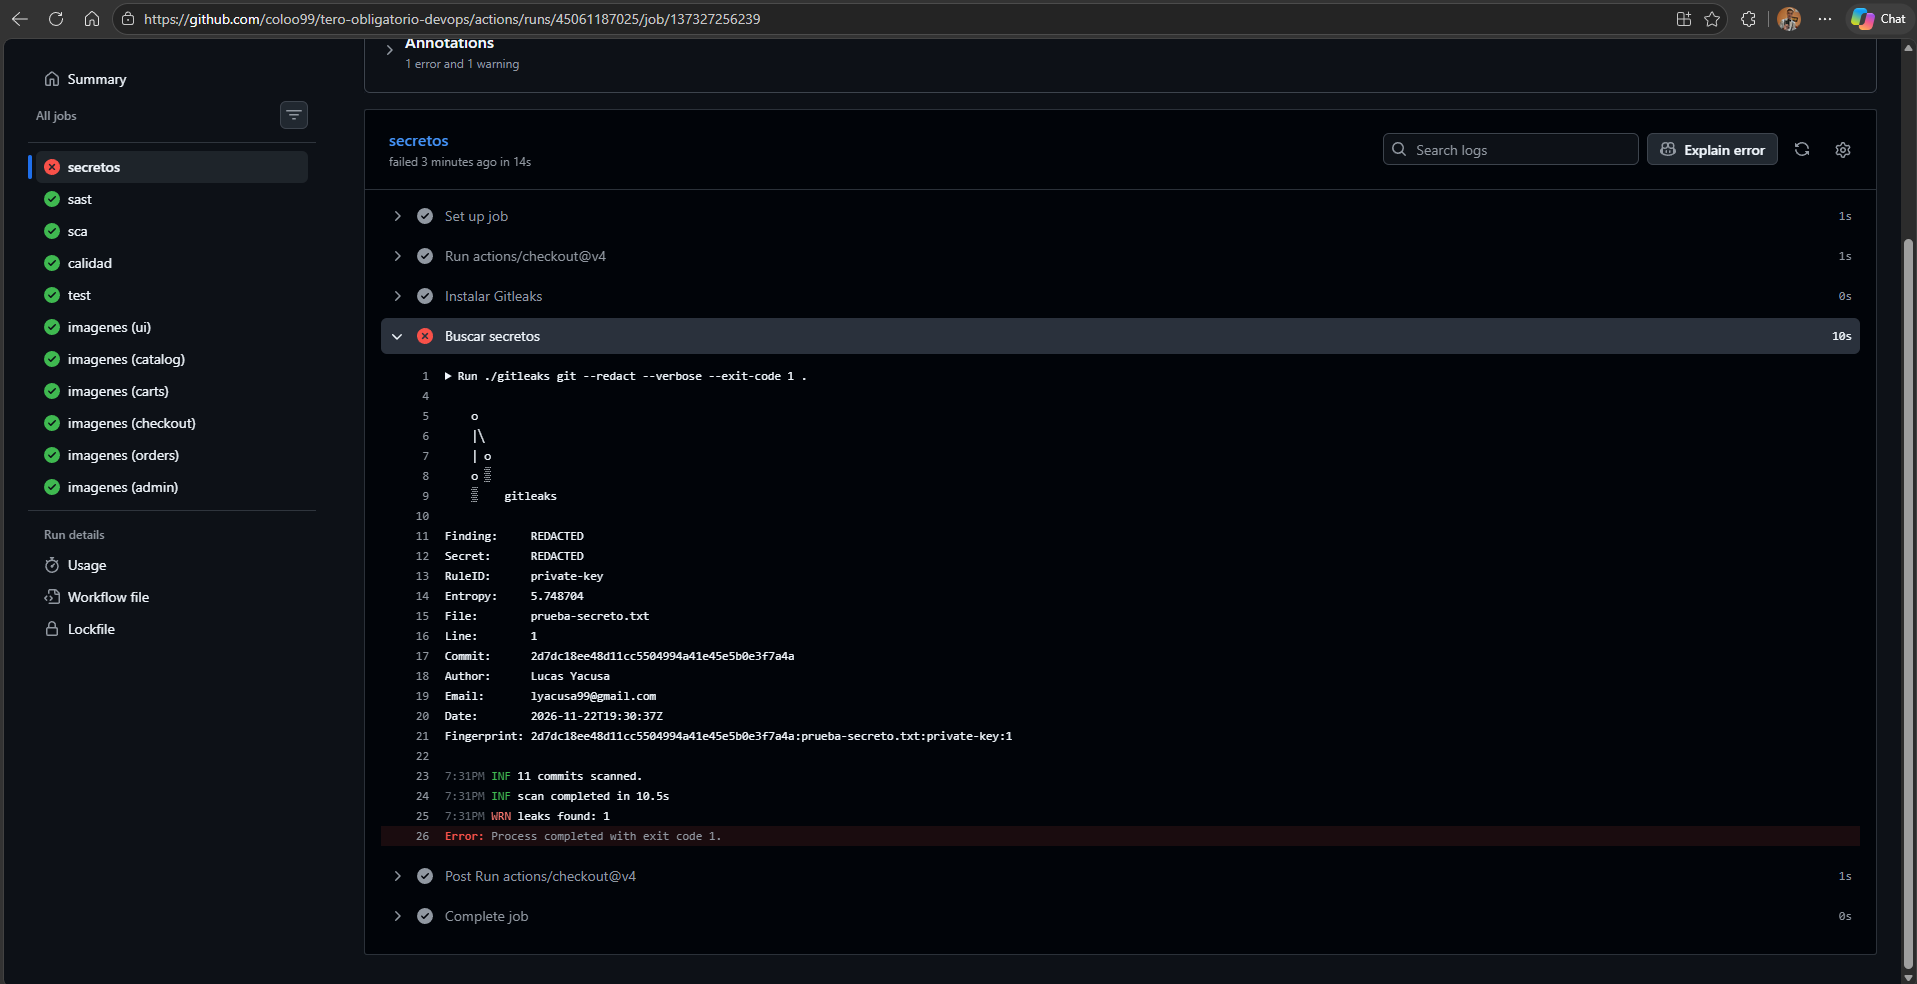 https://github.com/coloo99/tero-obligatorio-devops/actions/runs/45061187025/job/137327256239
Chat
Annotations
1 error and 1 warning
Summary
All jobs
secretos
sast
sca
calidad
test
imagenes (ui)
imagenes (catalog)
imagenes (carts)
imagenes (checkout)
imagenes (orders)
imagenes (admin)
Run details
Usage
Workflow file
Lockfile
secretos
failed 3 minutes ago in 14s
Search logs
Explain error
Set up job 1s
Run actions/checkout@v4 1s
Instalar Gitleaks 0s
Buscar secretos 10s
1 Run ./gitleaks git --redact --verbose --exit-code 1 .
4
5 o
6 |\
7 | o
8 o ░
9 ░ gitleaks
10
11 Finding: REDACTED
12 Secret: REDACTED
13 RuleID: private-key
14 Entropy: 5.748704
15 File: prueba-secreto.txt
16 Line: 1
17 Commit: 2d7dc18ee48d11cc5504994a41e45e5b0e3f7a4a
18 Author: Lucas Yacusa
19 Email: lyacusa99@gmail.com
20 Date: 2026-11-22T19:30:37Z
21 Fingerprint: 2d7dc18ee48d11cc5504994a41e45e5b0e3f7a4a:prueba-secreto.txt:private-key:1
22
23 7:31PM INF 11 commits scanned.
24 7:31PM INF scan completed in 10.5s
25 7:31PM WRN leaks found: 1
26 Error: Process completed with exit code 1.
Post Run actions/checkout@v4 1s
Complete job 0s